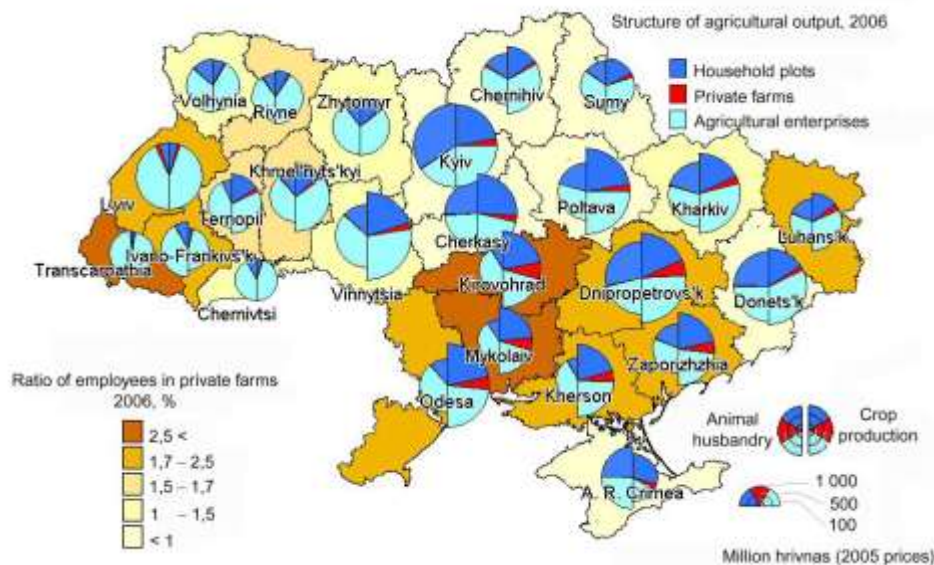 Structure of agricultural output, 2006
Household plots
Private farms
Agricultural enterprises
Volhynia
Rivne
Zhytomyr
Chernihiv
Sumy
Kyiv
Khmel'nyts'kyi
L'viv
Ternopil
Poltava
Kharkiv
Cherkasy
Luhans'k
Ivano-Frankivs'k
Transcarpathia
Kirovohrad
Vinnytsia
Dnipropetrovs'k
Donets'k
Chernivtsi
Mykolaiv
Zaporizhzhia
Odesa
Kherson
A. R. Crimea
Ratio of employees in private farms
2006, %
2,5 <
1,7 – 2,5
1,5 – 1,7
1 – 1,5
< 1
Animal
husbandry
Crop
production
1 000
500
100
Million hrivnas (2005 prices)